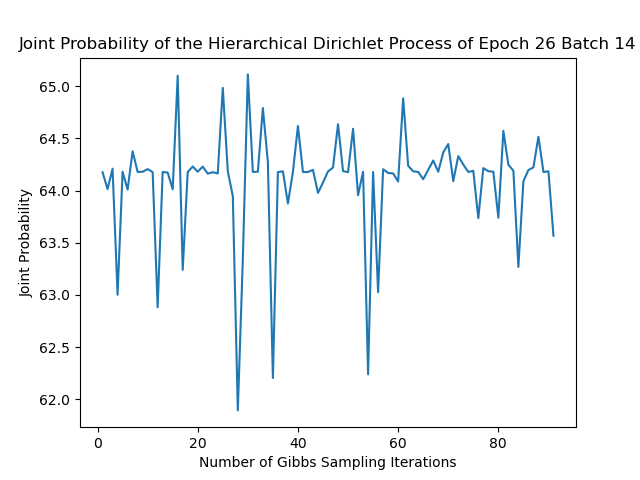 Joint Probability of the Hierarchical Dirichlet Process of Epoch 26 Batch 14
65.0
64.5
64.0
63.5
63.0
62.5
62.0
Joint Probability
0 20 40 60 80
Number of Gibbs Sampling Iterations